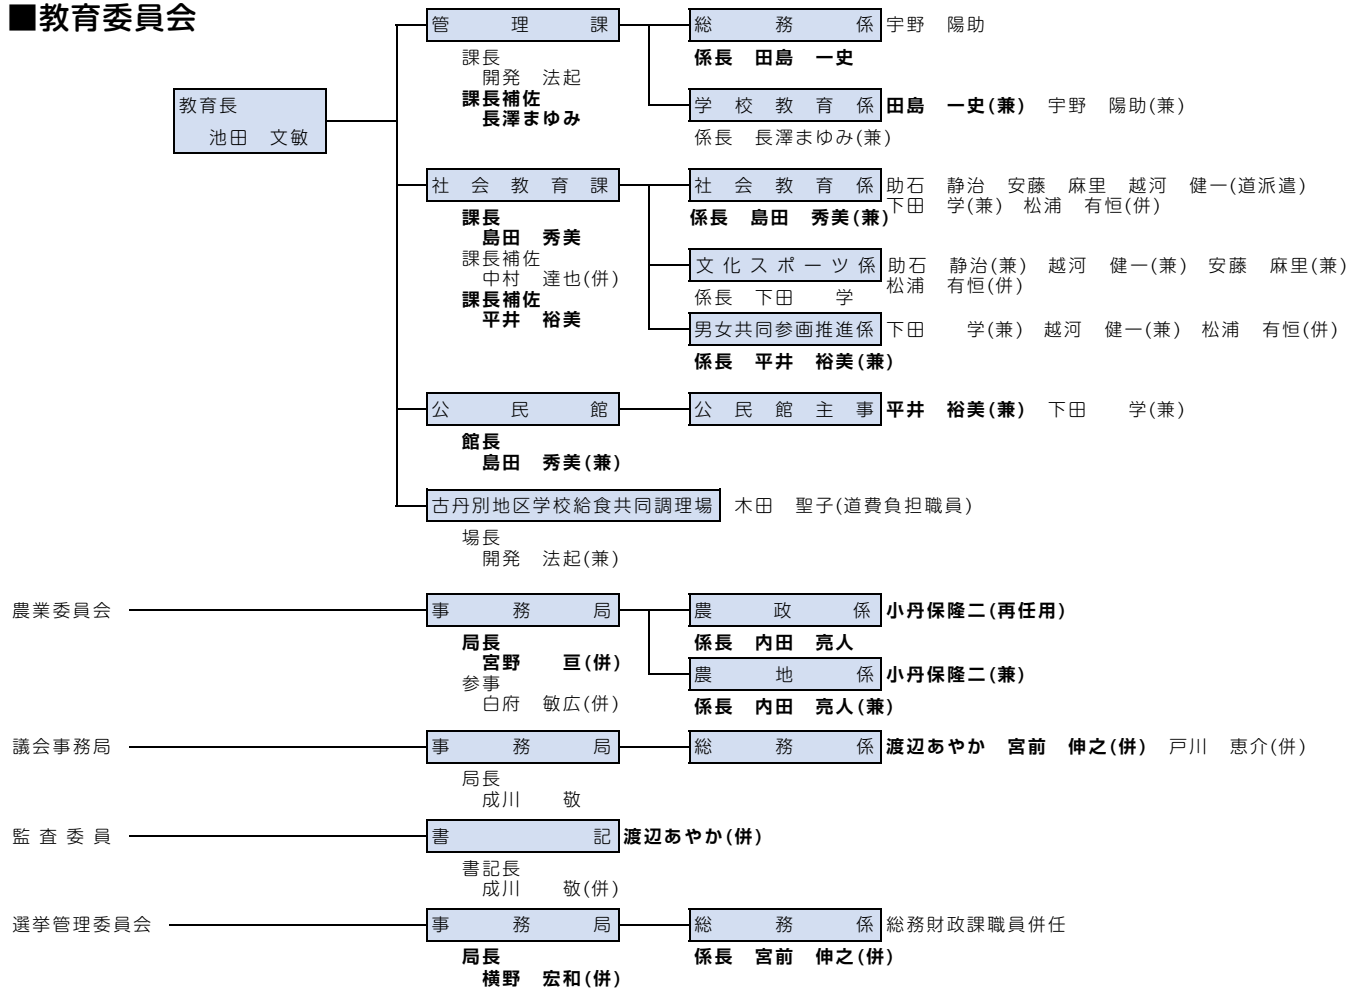 ■教育委員会
教育長
池田　文敏
管理課
課長
開発　法起
課長補佐
長澤まゆみ
総務係 宇野　陽助
係長　田島　一史
学校教育係 田島　一史(兼)　宇野　陽助(兼)
係長　長澤まゆみ(兼)
社会教育課
課長
島田　秀美
課長補佐
中村　達也(併)
課長補佐
平井　裕美
社会教育係 助石　静治　安藤　麻里　越河　健一(道派遣)
下田　学(兼)　松浦　有恒(併)
係長　島田　秀美(兼)
文化スポーツ係 助石　静治(兼)　越河　健一(兼)　安藤　麻里(兼)
松浦　有恒(併)
係長　下田　　学
男女共同参画推進係 下田　　学(兼)　越河　健一(兼)　松浦　有恒(併)
係長　平井　裕美(兼)
公民館
館長
島田　秀美(兼)
公民館主事 平井　裕美(兼)　下田　　学(兼)
古丹別地区学校給食共同調理場 木田　聖子(道費負担職員)
場長
開発　法起(兼)
農業委員会
事務局
局長
宮野　　亘(併)
参事
白府　敏広(併)
農政係 小丹保隆二(再任用)
係長　内田　亮人
農地係 小丹保隆二(兼)
係長　内田　亮人(兼)
議会事務局
事務局
局長
成川　　敬
総務係 渡辺あやか　宮前　伸之(併)　戸川　恵介(併)
監査委員
書記 渡辺あやか(併)
書記長
成川　　敬(併)
選挙管理委員会
事務局
局長
横野　宏和(併)
総務係 総務財政課職員併任
係長　宮前　伸之(併)